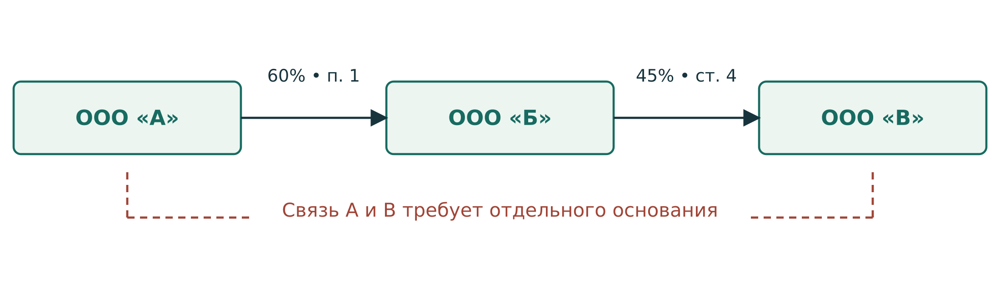 60% • п. 1
45% • ст. 4
ООО «А»
ООО «Б»
ООО «В»
Связь А и В требует отдельного основания